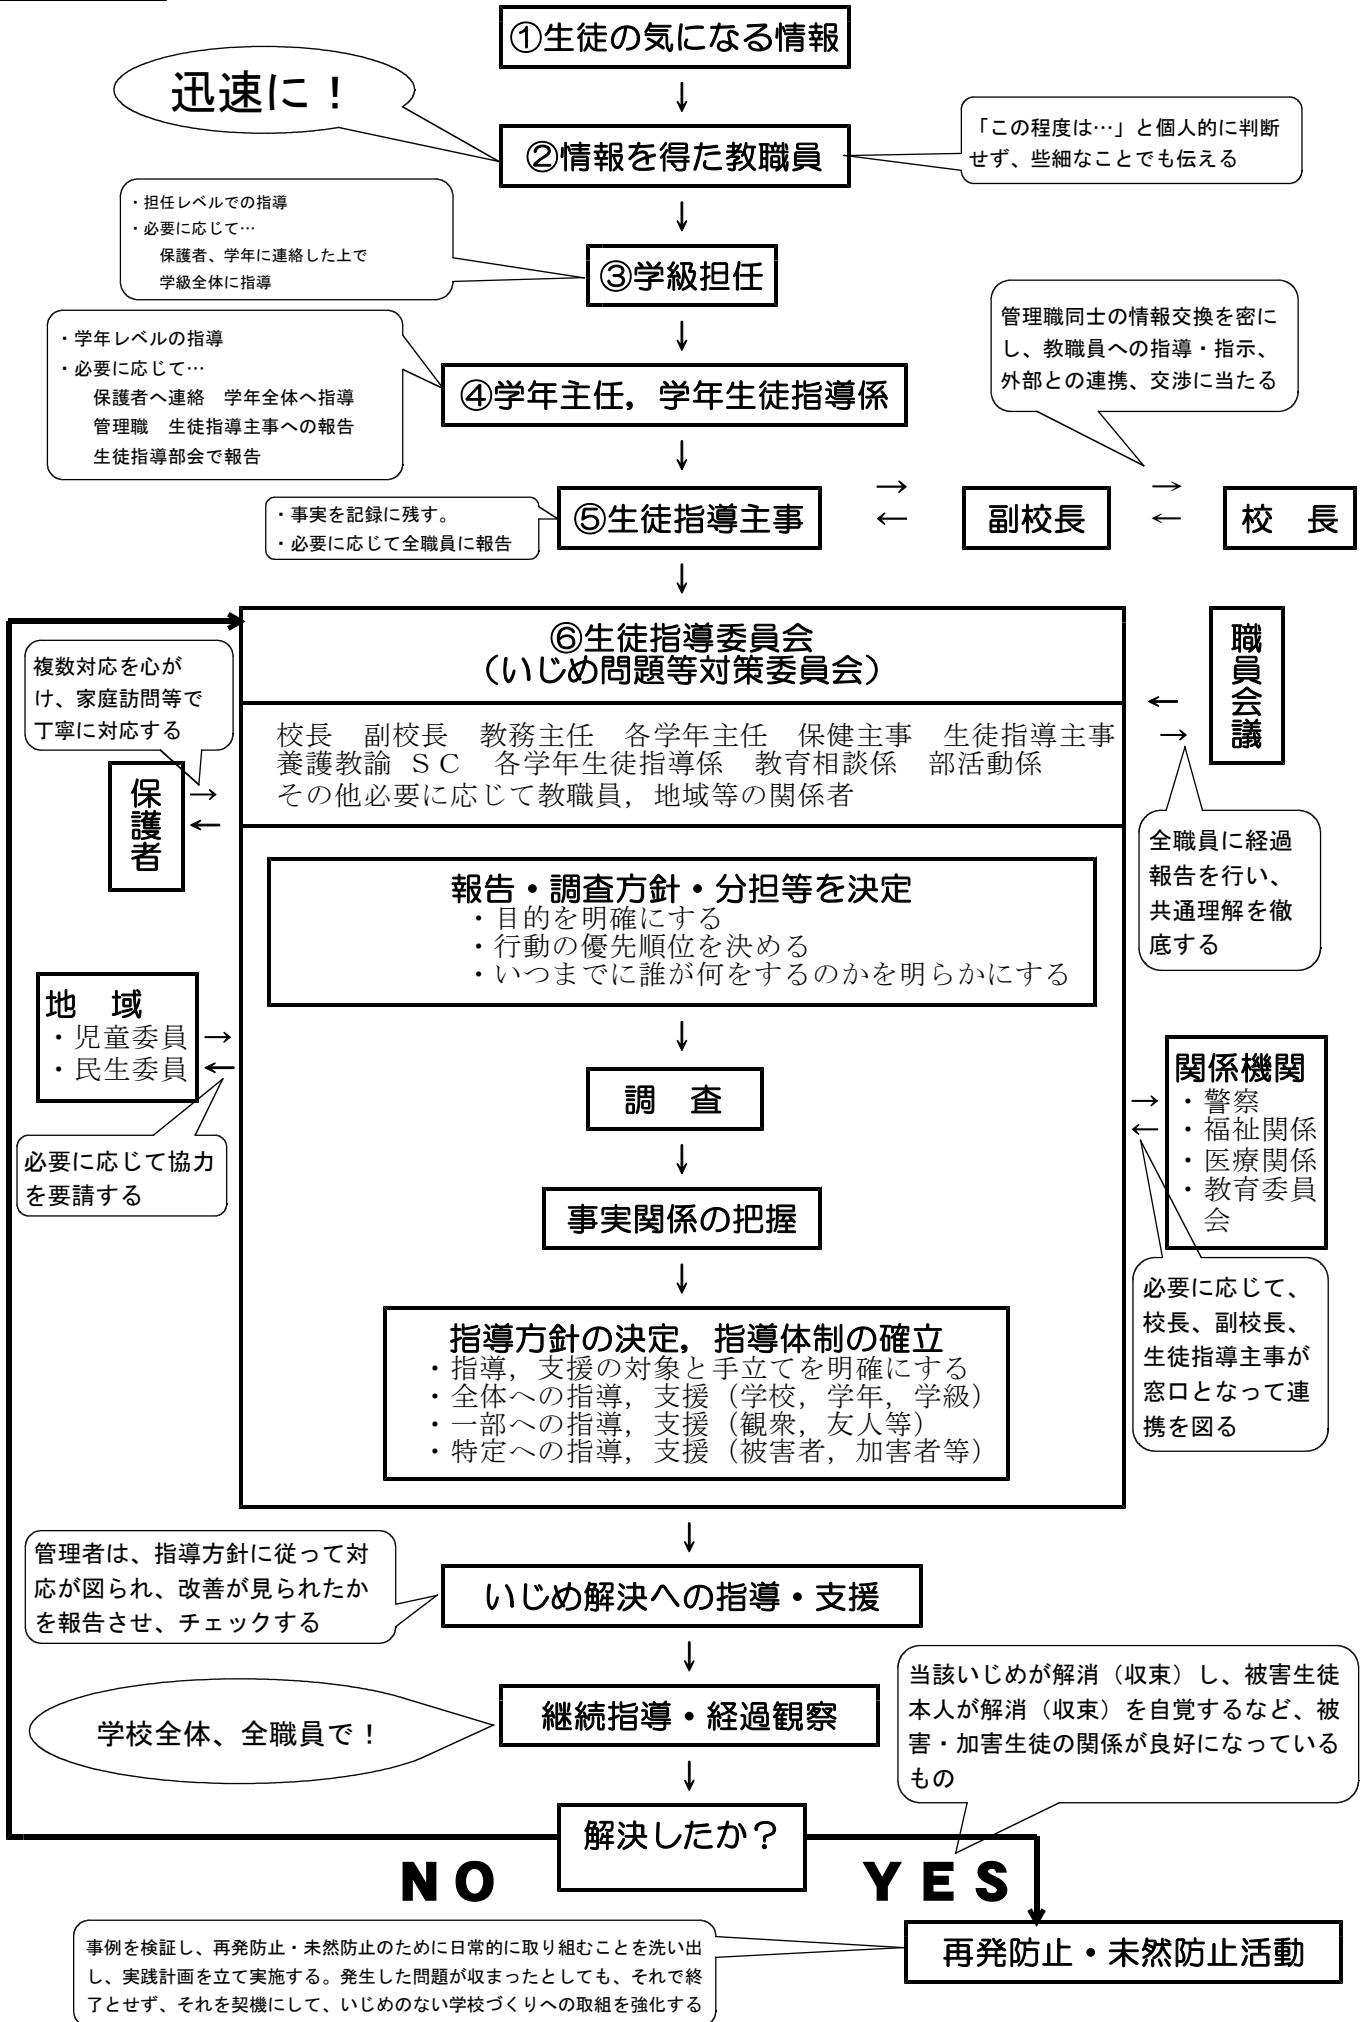 ①生徒の気になる情報
迅速に！
②情報を得た教職員
「この程度は…」と個人的に判断
せず、些細なことでも伝える
・担任レベルでの指導
・必要に応じて…
保護者、学年に連絡した上で
学級全体に指導
③学級担任
・学年レベルの指導
・必要に応じて…
保護者へ連絡　学年全体へ指導
管理職　生徒指導主事への報告
生徒指導部会で報告
④学年主任，学年生徒指導係
管理職同士の情報交換を密に
し、教職員への指導・指示、
外部との連携、交渉に当たる
・事実を記録に残す。
・必要に応じて全職員に報告
⑤生徒指導主事
→
←
副校長
→
←
校　長
⑥生徒指導委員会
（いじめ問題等対策委員会）
校長　副校長　教務主任　各学年主任　保健主事　生徒指導主事
養護教諭　ＳＣ　各学年生徒指導係　教育相談係　部活動係
その他必要に応じて教職員，地域等の関係者
職員会議
全職員に経過
報告を行い、
共通理解を徹
底する
複数対応を心が
け、家庭訪問等で
丁寧に対応する
保護者
報告・調査方針・分担等を決定
・目的を明確にする
・行動の優先順位を決める
・いつまでに誰が何をするのかを明らかにする
地　域
・児童委員
・民生委員
必要に応じて協力
を要請する
調　査
関係機関
・警察
・福祉関係
・医療関係
・教育委員
会
必要に応じて、
校長、副校長、
生徒指導主事が
窓口となって連
携を図る
事実関係の把握
指導方針の決定，指導体制の確立
・指導，支援の対象と手立てを明確にする
・全体への指導，支援（学校，学年，学級）
・一部への指導，支援（観衆，友人等）
・特定への指導，支援（被害者，加害者等）
管理者は、指導方針に従って対
応が図られ、改善が見られたか
を報告させ、チェックする
いじめ解決への指導・支援
学校全体、全職員で！
継続指導・経過観察
当該いじめが解消（収束）し、被害生徒
本人が解消（収束）を自覚するなど、被
害・加害生徒の関係が良好になっている
もの
解決したか？
ＮＯ
ＹＥＳ
事例を検証し、再発防止・未然防止のために日常的に取り組むことを洗い出
し、実践計画を立て実施する。発生した問題が収まったとしても、それで終
了とせず、それを契機にして、いじめのない学校づくりへの取組を強化する
再発防止・未然防止活動